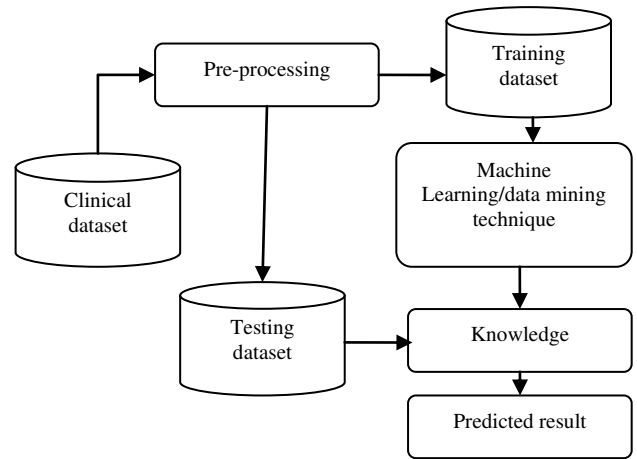 Pre-processing
Training
dataset
Clinical
dataset
Machine
Learning/data mining
technique
Testing
dataset
Knowledge
Predicted result